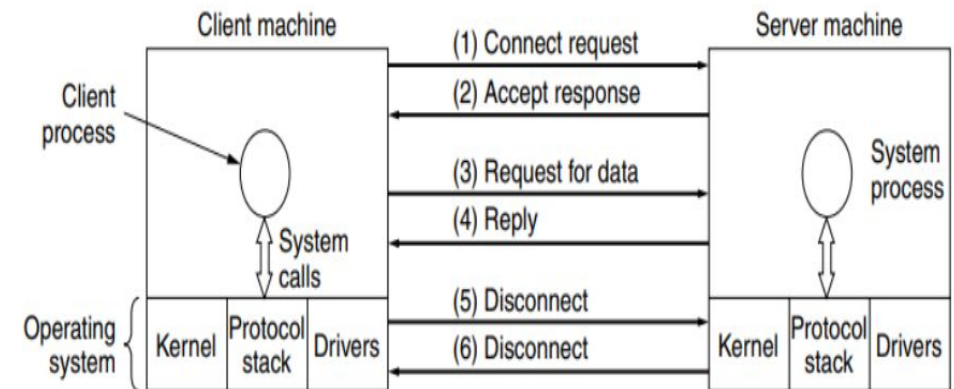 Client machine
Server machine
(1) Connect request
(2) Accept response
Client
process
(3) Request for data
(4) Reply
System
process
System
calls
(5) Disconnect
(6) Disconnect
Operating
system
Kernel
Protocol
stack
Drivers
Kernel
Protocol
stack
Drivers